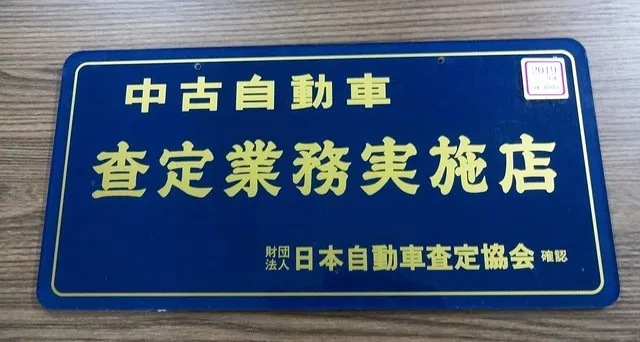 中古自動車
2019
査定業務実施店
財団法人 日本自動車査定協会 確認